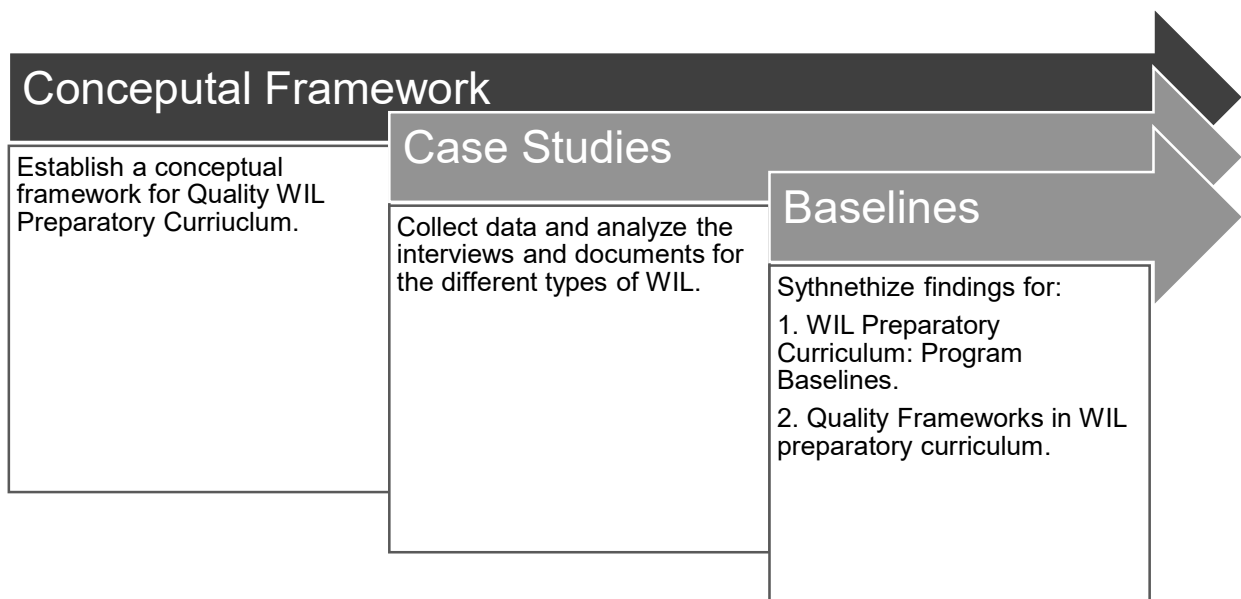 Conceputal Framework
Establish a conceptual
framework for Quality WIL
Preparatory Curriuclum.
Case Studies
Collect data and analyze the
interviews and documents for
the different types of WIL.
Baselines
Sythnethize findings for:
1. WIL Preparatory
Curriculum: Program
Baselines.
2. Quality Frameworks in WIL
preparatory curriculum.